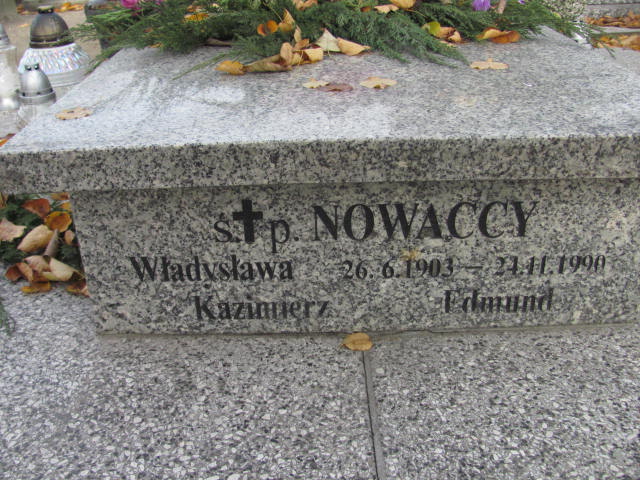 ś.✝p. NOWACCY
Władysława 26.6.1903 – 24.11.1990
Kazimierz Edmund